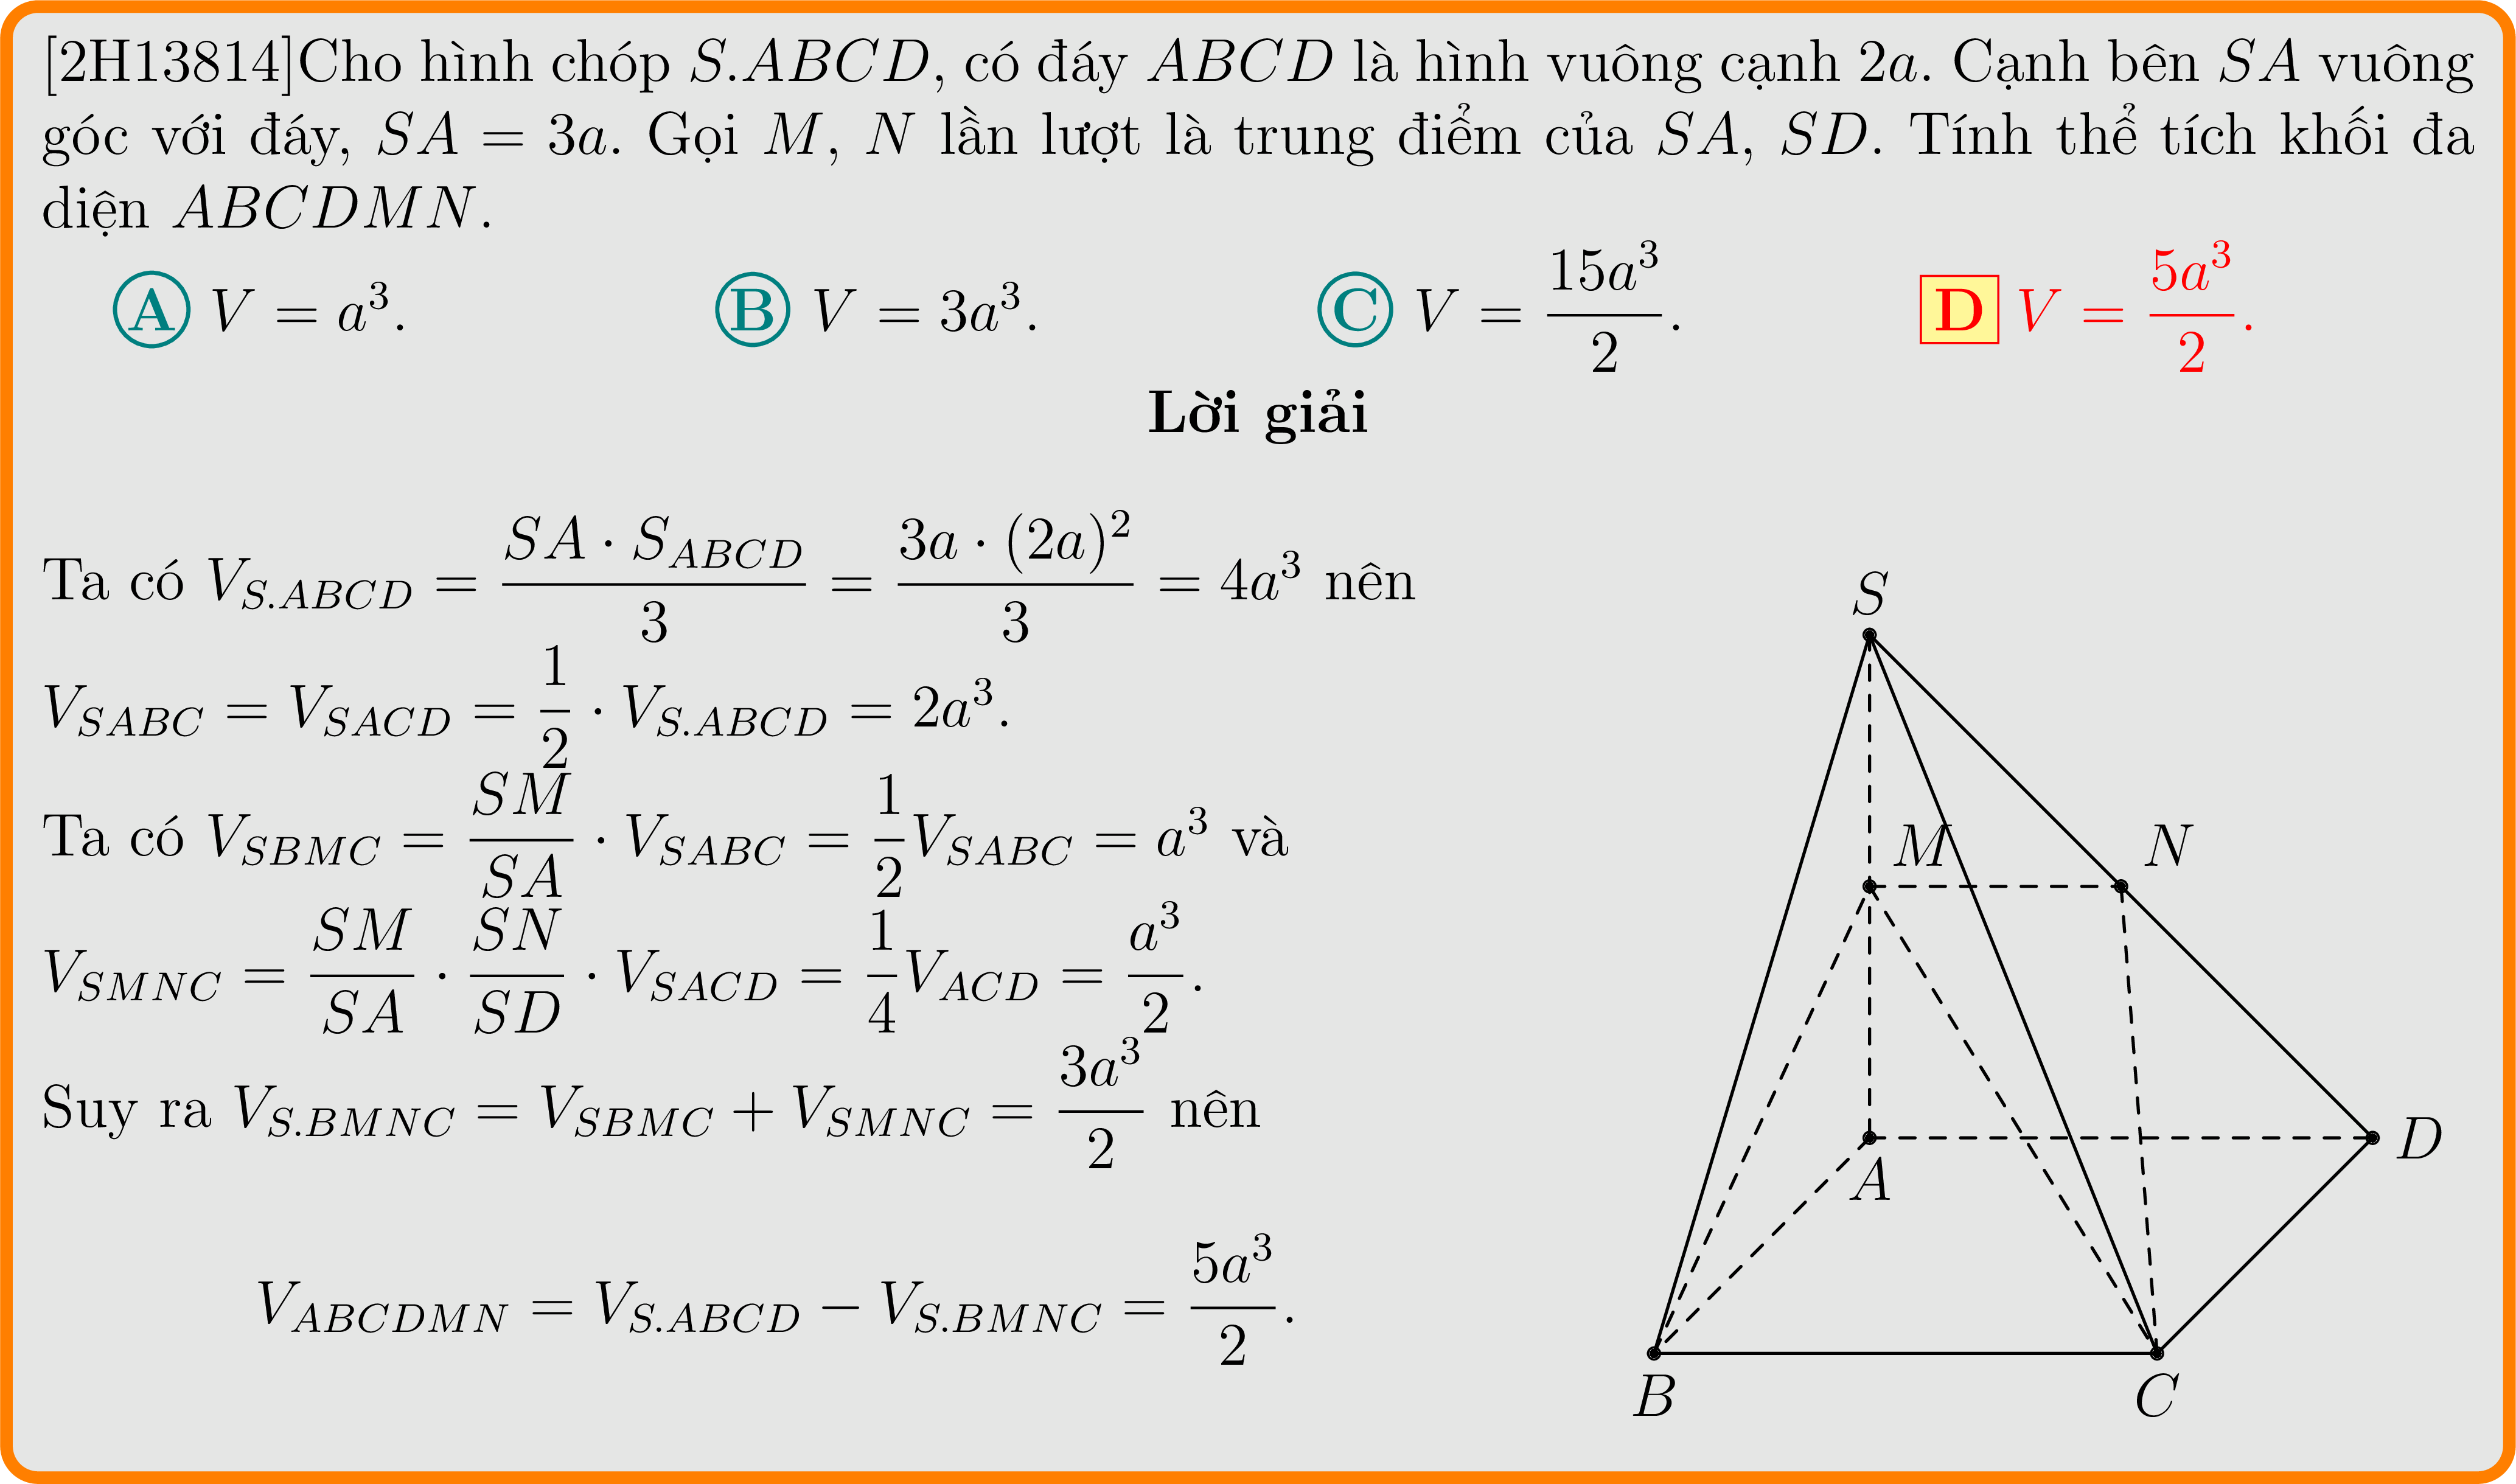 [2H13814]Cho hình chóp S.ABCD, có đáy ABCD là hình vuông cạnh 2a. Cạnh bên SA vuông
góc với đáy, SA = 3a. Gọi M, N lần lượt là trung điểm của SA, SD. Tính thể tích khối đa
diện ABCDMN.
A V = a^3. B V = 3a^3. C V = \frac{15a^3}{2}. D V = \frac{5a^3}{2}.
Lời giải
Ta có V_{S.ABCD} = \frac{SA \cdot S_{ABCD}}{3} = \frac{3a \cdot (2a)^2}{3} = 4a^3 nên
V_{SABC} = V_{SACD} = \frac{1}{2} \cdot V_{S.ABCD} = 2a^3.
Ta có V_{SBMC} = \frac{SM}{SA} \cdot V_{SABC} = \frac{1}{2}V_{SABC} = a^3 và
V_{SMNC} = \frac{SM}{SA} \cdot \frac{SN}{SD} \cdot V_{SACD} = \frac{1}{4}V_{ACD} = \frac{a^3}{2}.
Suy ra V_{S.BMNC} = V_{SBMC} + V_{SMNC} = \frac{3a^3}{2} nên
V_{ABCDMN} = V_{S.ABCD} − V_{S.BMNC} = \frac{5a^3}{2}.
S
M N
A D
B C